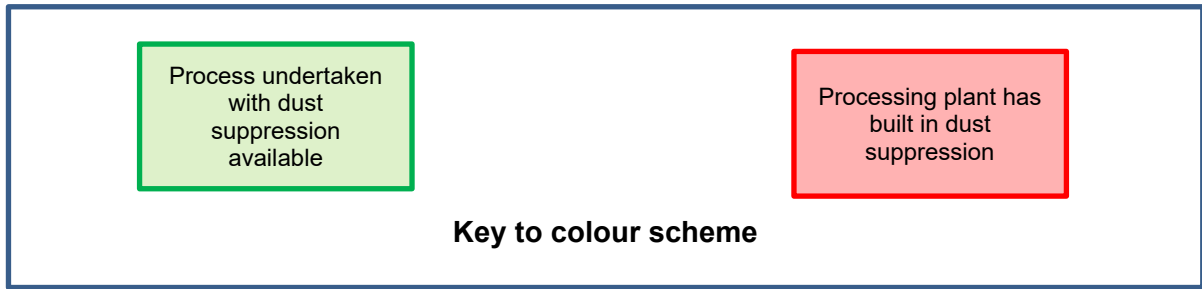 Process undertaken
with dust
suppression
available
Processing plant has
built in dust
suppression
Key to colour scheme